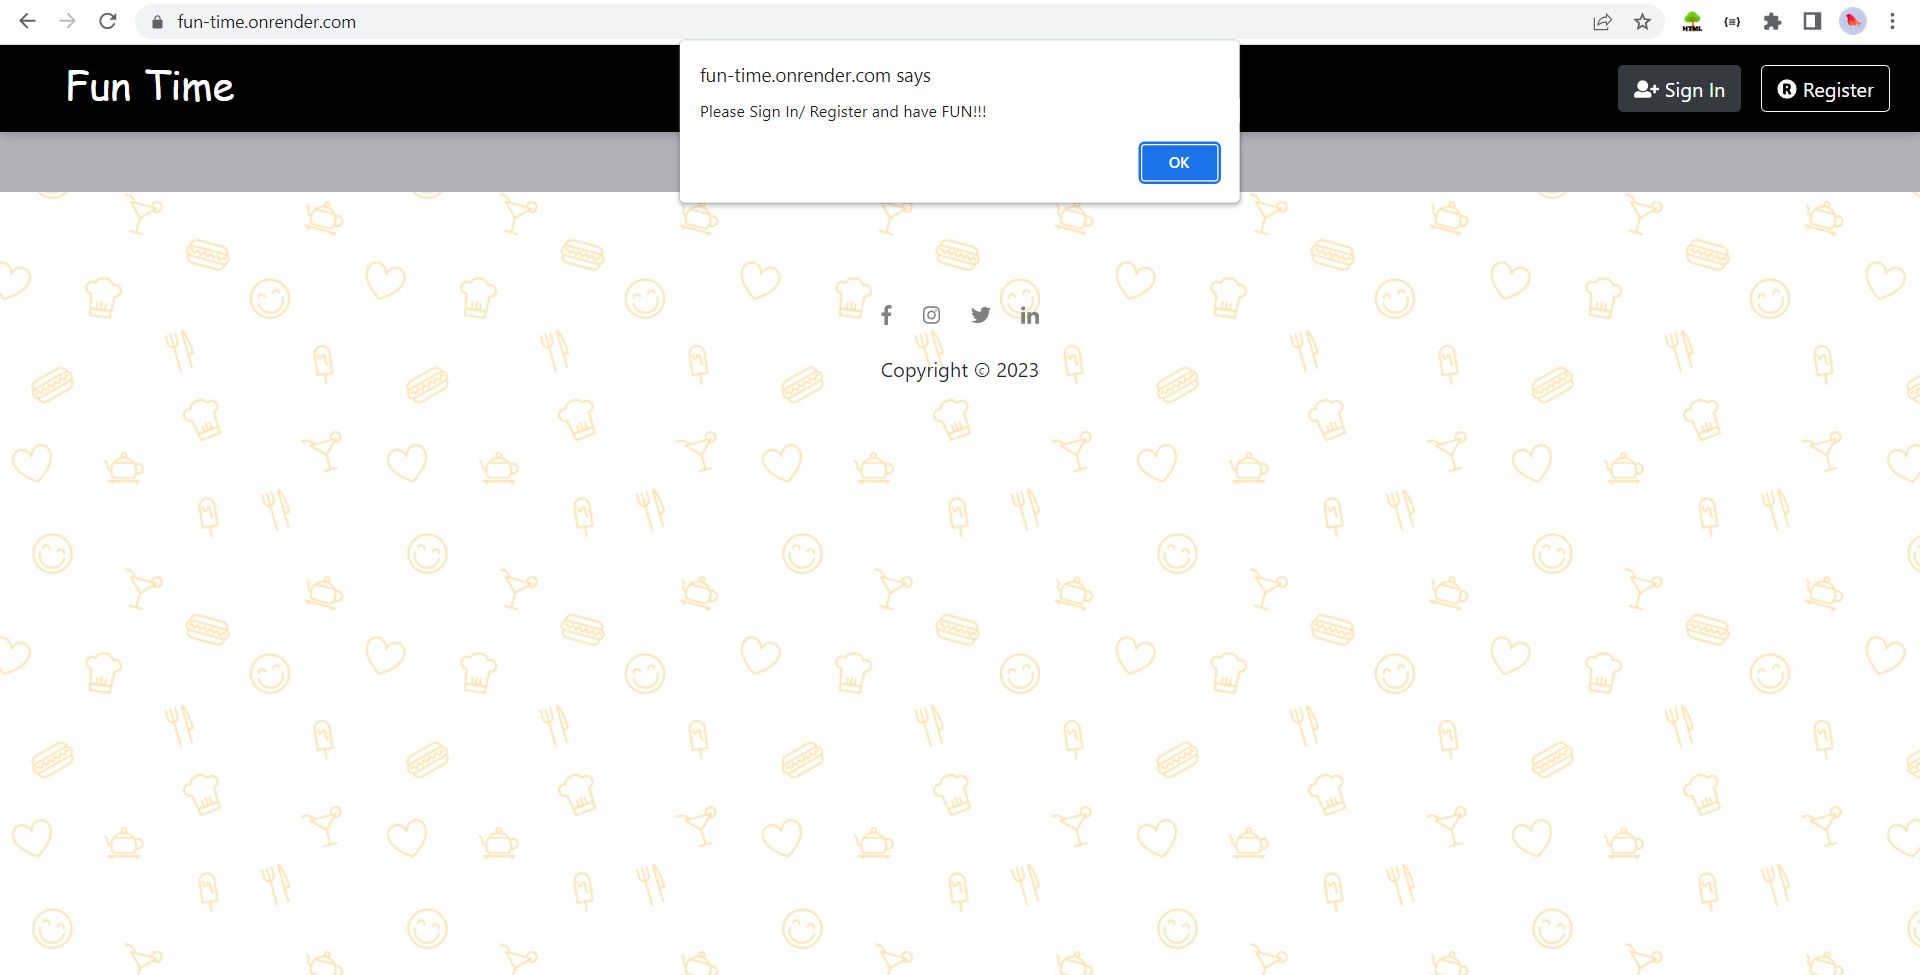 fun-time.onrender.com
HTML
{≡}
Fun Time
fun-time.onrender.com says
Please Sign In/ Register and have FUN!!!
OK
Sign In
R Register
Copyright © 2023